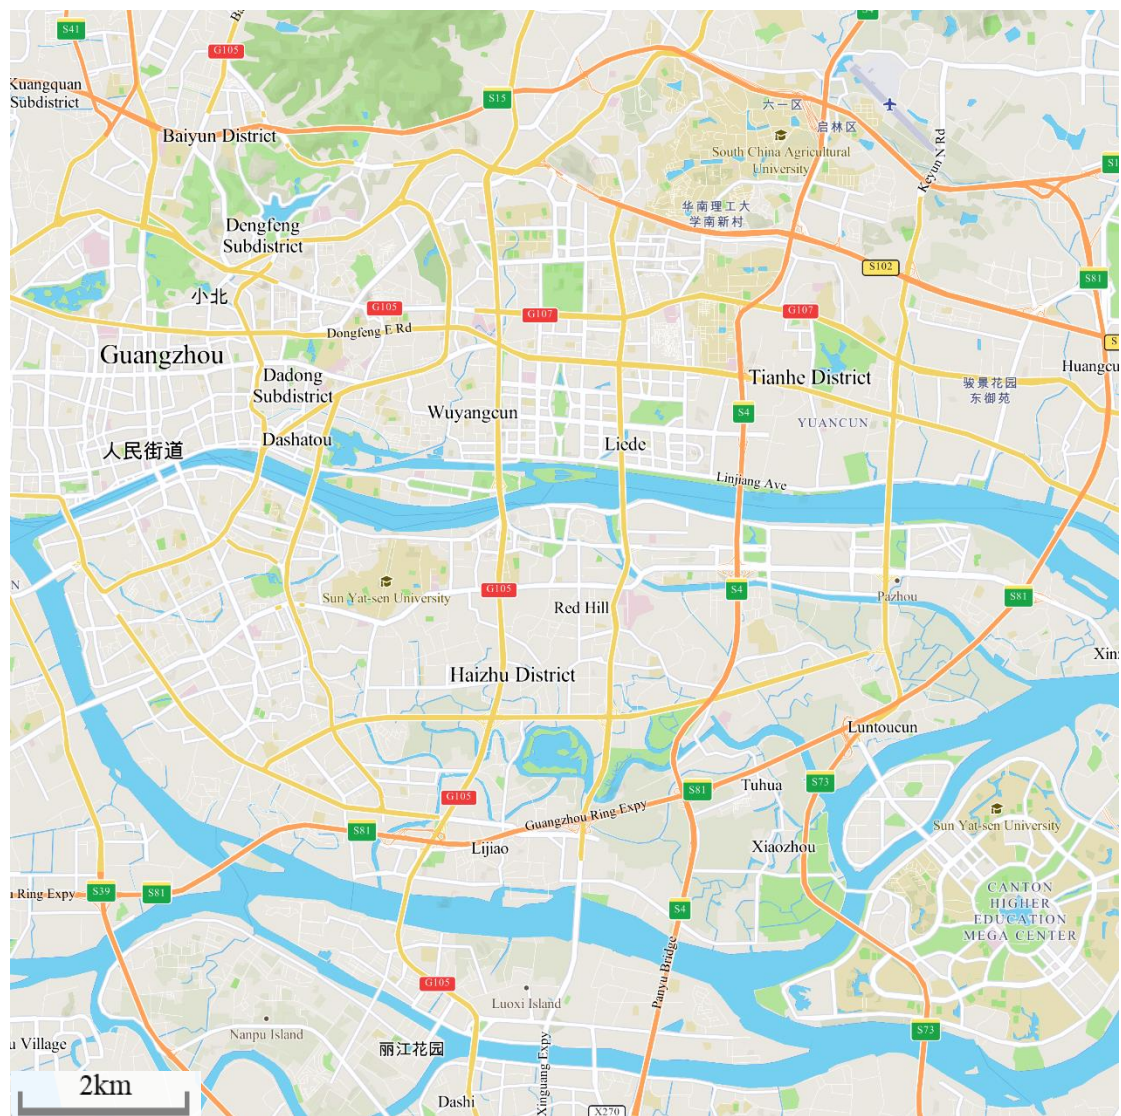 S4
S41
Ba
G105
Kuangquan
Subdistrict
S15
六一区
启林区
Baiyun District
South China Agricultural
University
Keyun N Rd
S1
华南理工大
学南新村
Dengfeng
Subdistrict
S102
S81
小北
G105
G107
G107
Dongfeng E Rd
S
Guangzhou
Huangcu
Dadong
Subdistrict
Tianhe District
骏景花园
东御苑
Wuyangcun
S4
YUANCUN
Dashatou
Liede
人民街道
Linjiang Ave
N
Sun Yat-sen University
G105
S4
Pazhou
S81
Red Hill
Xinz
Haizhu District
Luntoucun
Tuhua
S73
S81
G105
Guangzhou Ring Expy
Sun Yat-sen University
S81
Lijiao
Xiaozhou
u Ring Expy
S39
S81
CANTON
HIGHER
EDUCATION
MEGA CENTER
S4
Panyu Bridge
G105
Luoxi Island
Nanpu Island
S73
u Village
丽江花园
Xinguang Expy
2km
Dashi
X270